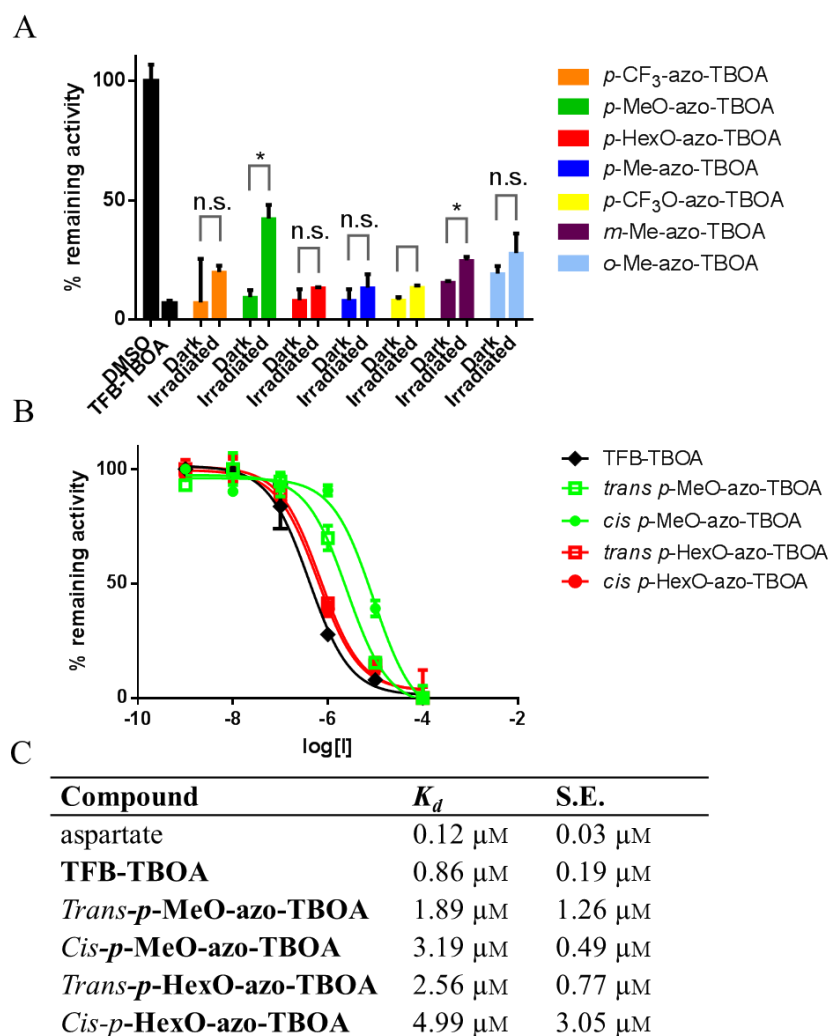 A
% remaining activity
100
50
0
n.s.
*
n.s.
n.s.
*
n.s.
DMSO
TFB-TBOA
Dark
Irradiated
Dark
Irradiated
Dark
Irradiated
Dark
Irradiated
Dark
Irradiated
Dark
Irradiated
Dark
Irradiated
p-CF3-azo-TBOA
p-MeO-azo-TBOA
p-HexO-azo-TBOA
p-Me-azo-TBOA
p-CF3O-azo-TBOA
m-Me-azo-TBOA
o-Me-azo-TBOA
B
% remaining activity
100
50
0
-10 -8 -6 -4 -2
log[I]
TFB-TBOA
trans p-MeO-azo-TBOA
cis p-MeO-azo-TBOA
trans p-HexO-azo-TBOA
cis p-HexO-azo-TBOA
C
Compound Kd S.E.
aspartate 0.12 µM 0.03 µM
TFB-TBOA 0.86 µM 0.19 µM
Trans-p-MeO-azo-TBOA 1.89 µM 1.26 µM
Cis-p-MeO-azo-TBOA 3.19 µM 0.49 µM
Trans-p-HexO-azo-TBOA 2.56 µM 0.77 µM
Cis-p-HexO-azo-TBOA 4.99 µM 3.05 µM